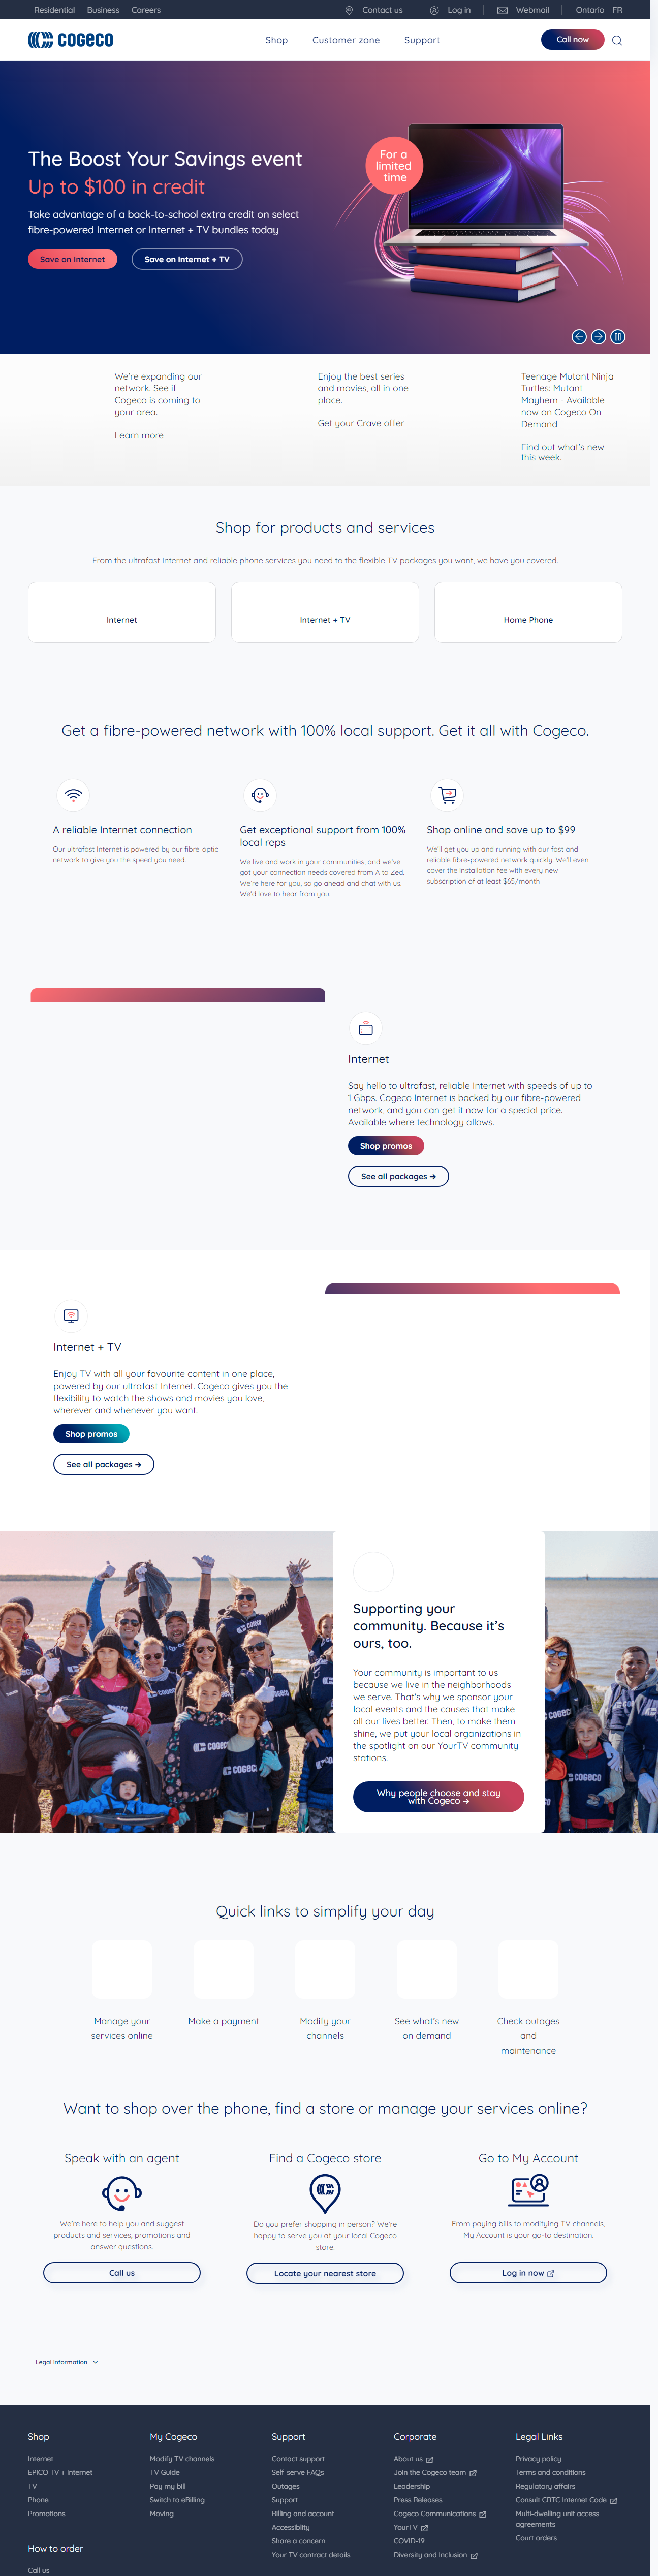 Residential Business Careers Contact us Log in Webmail Ontario FR
COGECO Shop Customer zone Support Call now
The Boost Your Savings event
Up to $100 in credit
Take advantage of a back-to-school extra credit on select
fibre-powered Internet or Internet + TV bundles today
Save on Internet Save on Internet + TV
For a
limited
time
We're expanding our
network. See if
Cogeco is coming to
your area.
Learn more
Enjoy the best series
and movies, all in one
place.
Get your Crave offer
Teenage Mutant Ninja
Turtles: Mutant
Mayhem - Available
now on Cogeco On
Demand
Find out what's new
this week.
Shop for products and services
From the ultrafast Internet and reliable phone services you need to the flexible TV packages you want, we have you covered.
Internet Internet + TV Home Phone
Get a fibre-powered network with 100% local support. Get it all with Cogeco.
A reliable Internet connection
Our ultrafast Internet is powered by our fibre-optic
network to give you the speed you need.
Get exceptional support from 100%
local reps
We live and work in your communities, and we've
got your connection needs covered from A to Zed.
We're here for you, so go ahead and chat with us.
We'd love to hear from you.
Shop online and save up to $99
We'll get you up and running with our fast and
reliable fibre-powered network quickly. We'll even
cover the installation fee with every new
subscription of at least $65/month
Internet
Say hello to ultrafast, reliable Internet with speeds of up to
1 Gbps. Cogeco Internet is backed by our fibre-powered
network, and you can get it now for a special price.
Available where technology allows.
Shop promos
See all packages →
Internet + TV
Enjoy TV with all your favourite content in one place,
powered by our ultrafast Internet. Cogeco gives you the
flexibility to watch the shows and movies you love,
wherever and whenever you want.
Shop promos
See all packages →
Supporting your
community. Because it's
ours, too.
Your community is important to us
because we live in the neighborhoods
we serve. That's why we sponsor your
local events and the causes that make
all our lives better. Then, to make them
shine, we put your local organizations in
the spotlight on our YourTV community
stations.
Why people choose and stay
with Cogeco →
COGECO
Quick links to simplify your day
Manage your
services online
Make a payment
Modify your
channels
See what's new
on demand
Check outages
and
maintenance
Want to shop over the phone, find a store or manage your services online?
Speak with an agent
We're here to help you and suggest
products and services, promotions and
answer questions.
Call us
Find a Cogeco store
Do you prefer shopping in person? We're
happy to serve you at your local Cogeco
store.
Locate your nearest store
Go to My Account
From paying bills to modifying TV channels,
My Account is your go-to destination.
Log in now
Legal information
Shop
Internet
EPICO TV + Internet
TV
Phone
Promotions
How to order
Call us
My Cogeco
Modify TV channels
TV Guide
Pay my bill
Switch to eBilling
Moving
Support
Contact support
Self-serve FAQs
Outages
Support
Billing and account
Accessiblity
Share a concern
Your TV contract details
Corporate
About us
Join the Cogeco team
Leadership
Press Releases
Cogeco Communications
YourTV
COVID-19
Diversity and Inclusion
Legal Links
Privacy policy
Terms and conditions
Regulatory affairs
Consult CRTC Internet Code
Multi-dwelling unit access
agreements
Court orders